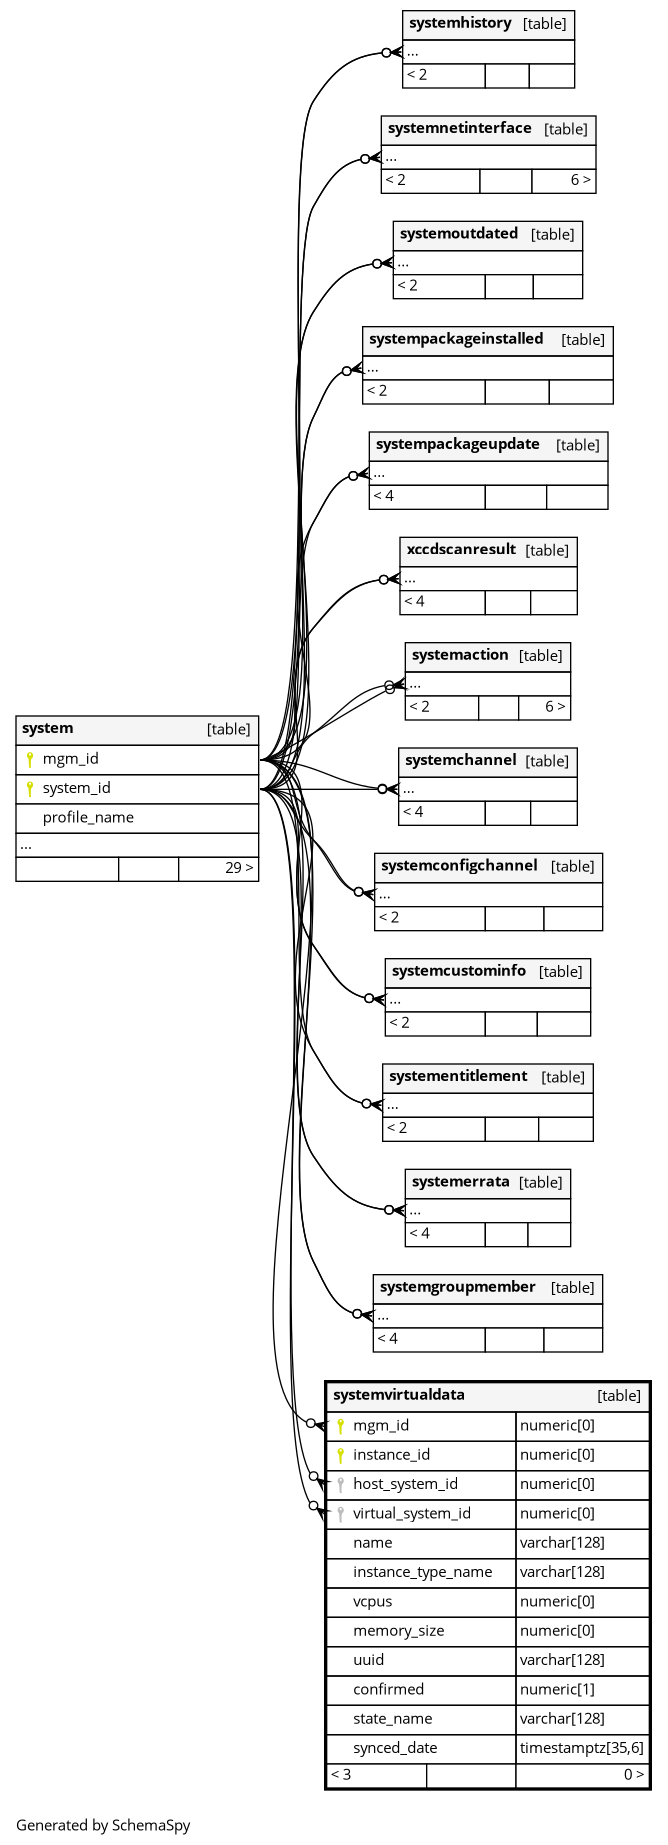 systemhistory [table]
...
< 2
systemnetinterface [table]
...
< 2 6 >
systemoutdated [table]
...
< 2
systempackageinstalled [table]
...
< 2
systempackageupdate [table]
...
< 4
xccdscanresult [table]
...
< 4
systemaction [table]
...
< 2 6 >
system [table]
mgm_id
system_id
profile_name
...
29 >
systemchannel [table]
...
< 4
systemconfigchannel [table]
...
< 2
systemcustominfo [table]
...
< 2
systementitlement [table]
...
< 2
systemerrata [table]
...
< 4
systemgroupmember [table]
...
< 4
systemvirtualdata [table]
mgm_id numeric[0]
instance_id numeric[0]
host_system_id numeric[0]
virtual_system_id numeric[0]
name varchar[128]
instance_type_name varchar[128]
vcpus numeric[0]
memory_size numeric[0]
uuid varchar[128]
confirmed numeric[1]
state_name varchar[128]
synced_date timestamptz[35,6]
< 3 0 >
Generated by SchemaSpy